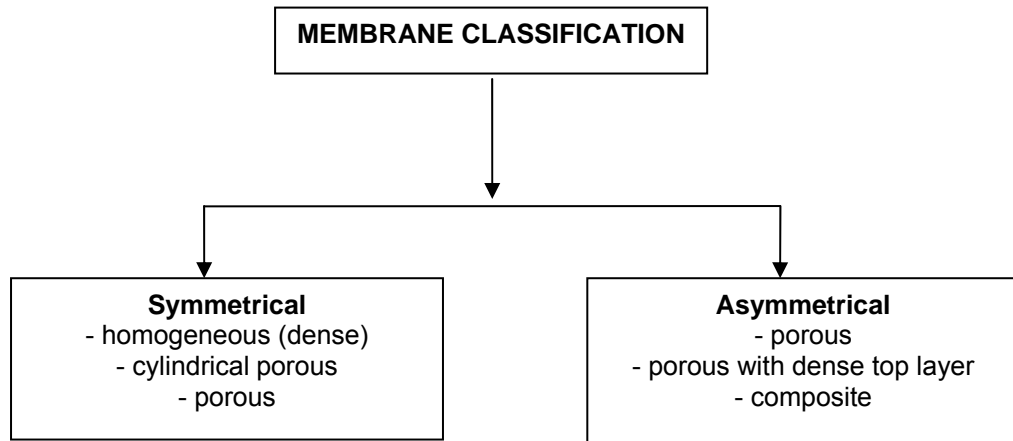 MEMBRANE CLASSIFICATION
Symmetrical
- homogeneous (dense)
- cylindrical porous
- porous
Asymmetrical
- porous
- porous with dense top layer
- composite